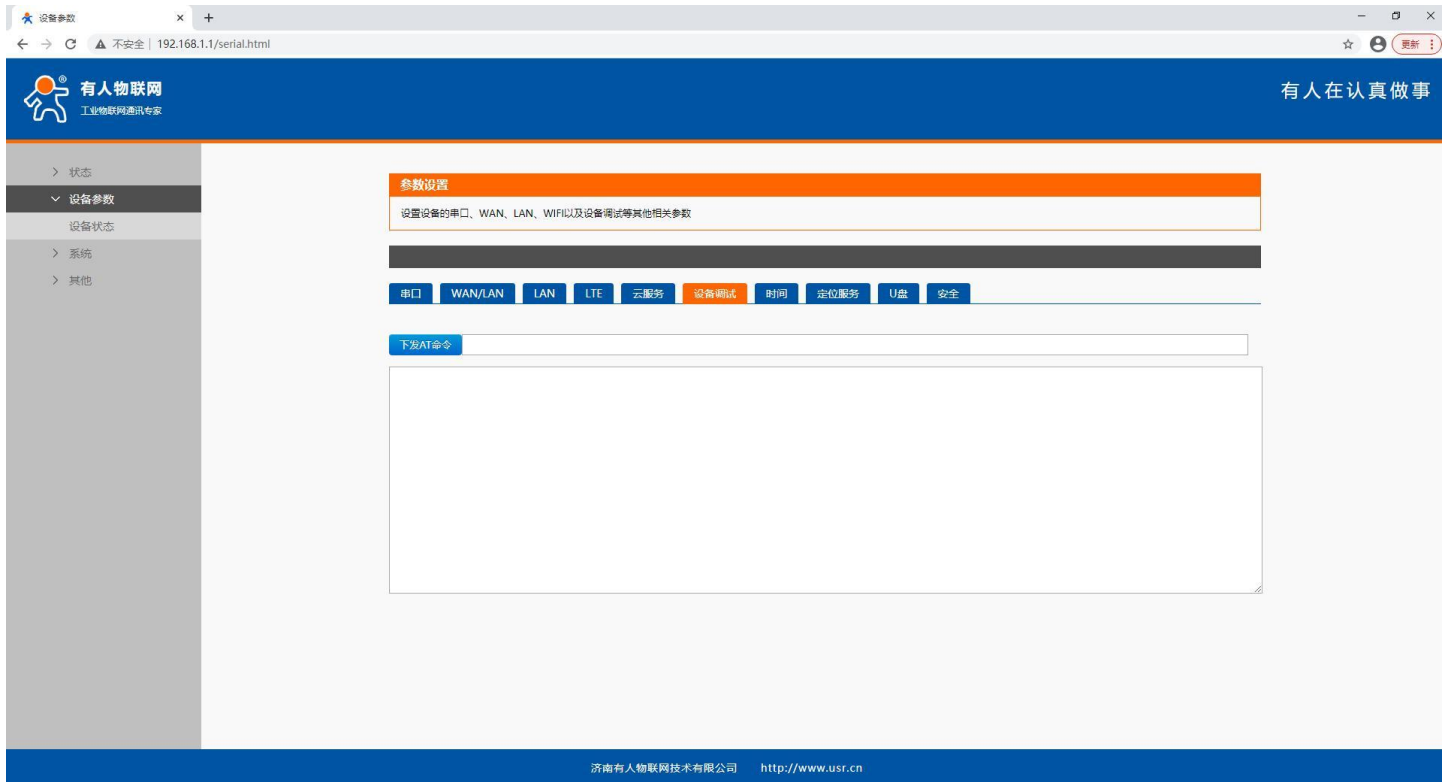 设备参数
不安全 | 192.168.1.1/serial.html
更新
有人物联网
工业物联网通讯专家
有人在认真做事
状态
设备参数
设备状态
系统
其他
参数设置
设置设备的串口、WAN、LAN、WIFI以及设备调试等其他相关参数
串口 WAN/LAN LAN LTE 云服务 设备调试 时间 定位服务 U盘 安全
下发AT命令
济南有人物联网技术有限公司 http://www.usr.cn